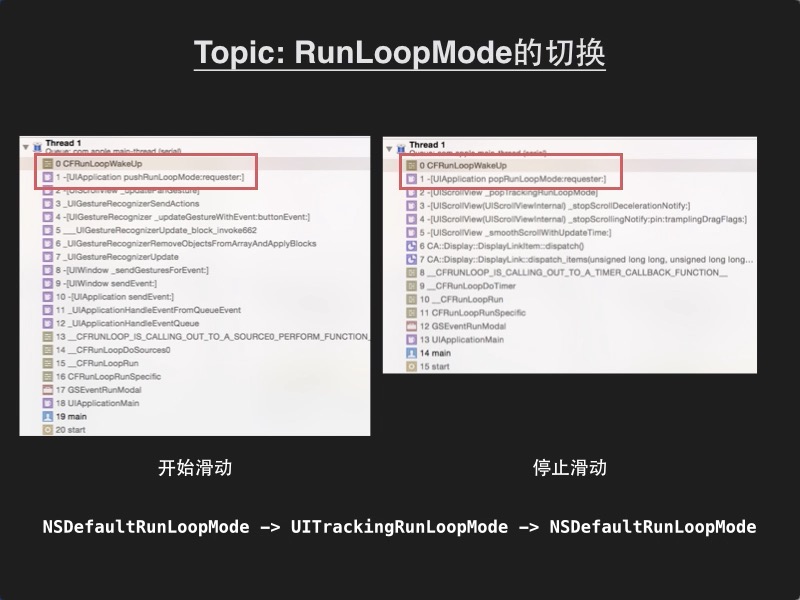 Topic: RunLoopMode的切换
Thread 1
Queue: com.apple.main-thread (serial)
0 CFRunLoopWakeUp
1 -[UIApplication pushRunLoopMode:requester:]
2 -[UIScrollView _updatePanGesture]
3 _UIGestureRecognizerSendActions
4 -[UIGestureRecognizer _updateGestureWithEvent:buttonEvent:]
5 ___UIGestureRecognizerUpdate_block_invoke662
6 _UIGestureRecognizerRemoveObjectsFromArrayAndApplyBlocks
7 _UIGestureRecognizerUpdate
8 -[UIWindow _sendGesturesForEvent:]
9 -[UIWindow sendEvent:]
10 -[UIApplication sendEvent:]
11 _UIApplicationHandleEventFromQueueEvent
12 _UIApplicationHandleEventQueue
13 __CFRUNLOOP_IS_CALLING_OUT_TO_A_SOURCE0_PERFORM_FUNCTION_
14 __CFRunLoopDoSources0
15 __CFRunLoopRun
16 CFRunLoopRunSpecific
17 GSEventRunModal
18 UIApplicationMain
19 main
20 start
Thread 1
Queue: com.apple.main-thread (serial)
0 CFRunLoopWakeUp
1 -[UIApplication popRunLoopMode:requester:]
2 -[UIScrollView _popTrackingRunLoopMode]
3 -[UIScrollView(UIScrollViewInternal) _stopScrollDecelerationNotify:]
4 -[UIScrollView(UIScrollViewInternal) _stopScrollingNotify:pin:tramplingDragFlags:]
5 -[UIScrollView _smoothScrollWithUpdateTime:]
6 CA::Display::DisplayLinkItem::dispatch()
7 CA::Display::DisplayLink::dispatch_items(unsigned long long, unsigned long long...
8 __CFRUNLOOP_IS_CALLING_OUT_TO_A_TIMER_CALLBACK_FUNCTION__
9 __CFRunLoopDoTimer
10 __CFRunLoopRun
11 CFRunLoopRunSpecific
12 GSEventRunModal
13 UIApplicationMain
14 main
15 start
开始滑动
停止滑动
NSDefaultRunLoopMode -> UITrackingRunLoopMode -> NSDefaultRunLoopMode